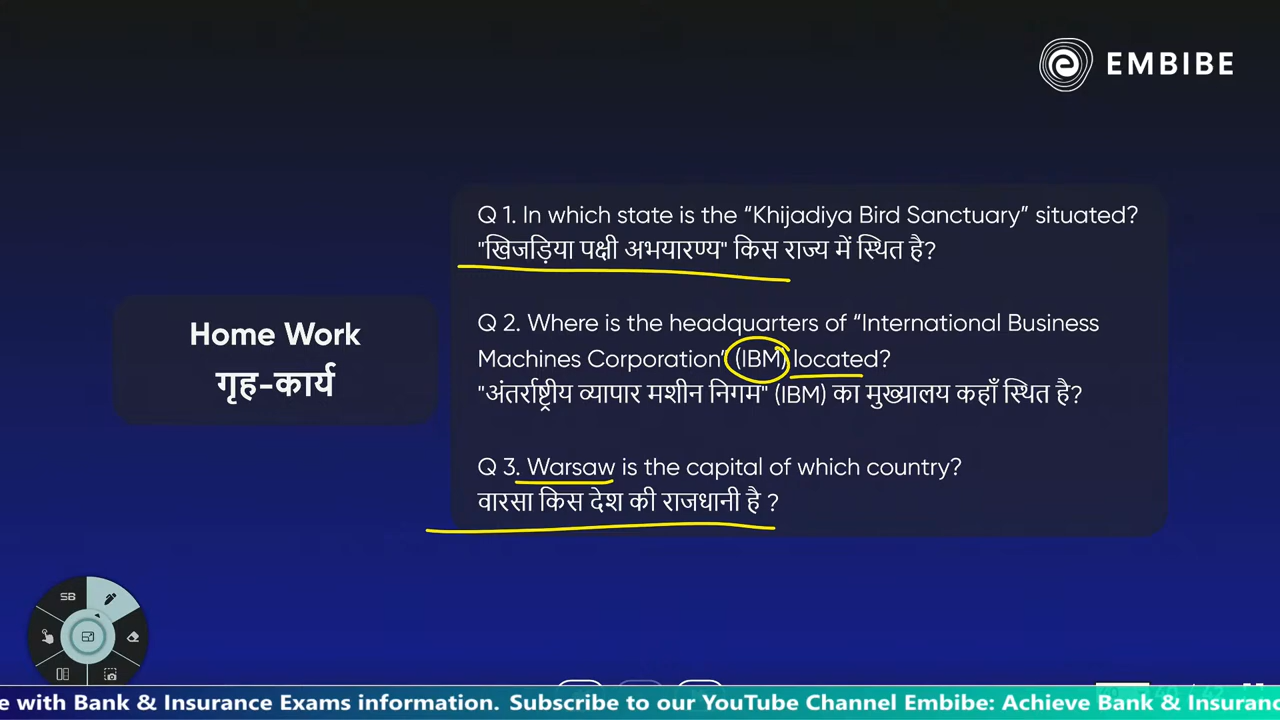 EMBIBE
Q 1. In which state is the “Khijadiya Bird Sanctuary” situated?
"खिजड़िया पक्षी अभयारण्य" किस राज्य में स्थित है?
Home Work
गृह-कार्य
Q 2. Where is the headquarters of “International Business
Machines Corporation” (IBM) located?
"अंतर्राष्ट्रीय व्यापार मशीन निगम" (IBM) का मुख्यालय कहाँ स्थित है?
Q 3. Warsaw is the capital of which country?
वारसा किस देश की राजधानी है ?
SB
e with Bank & Insurance Exams information. Subscribe to our YouTube Channel Embibe: Achieve Bank & Insuranc